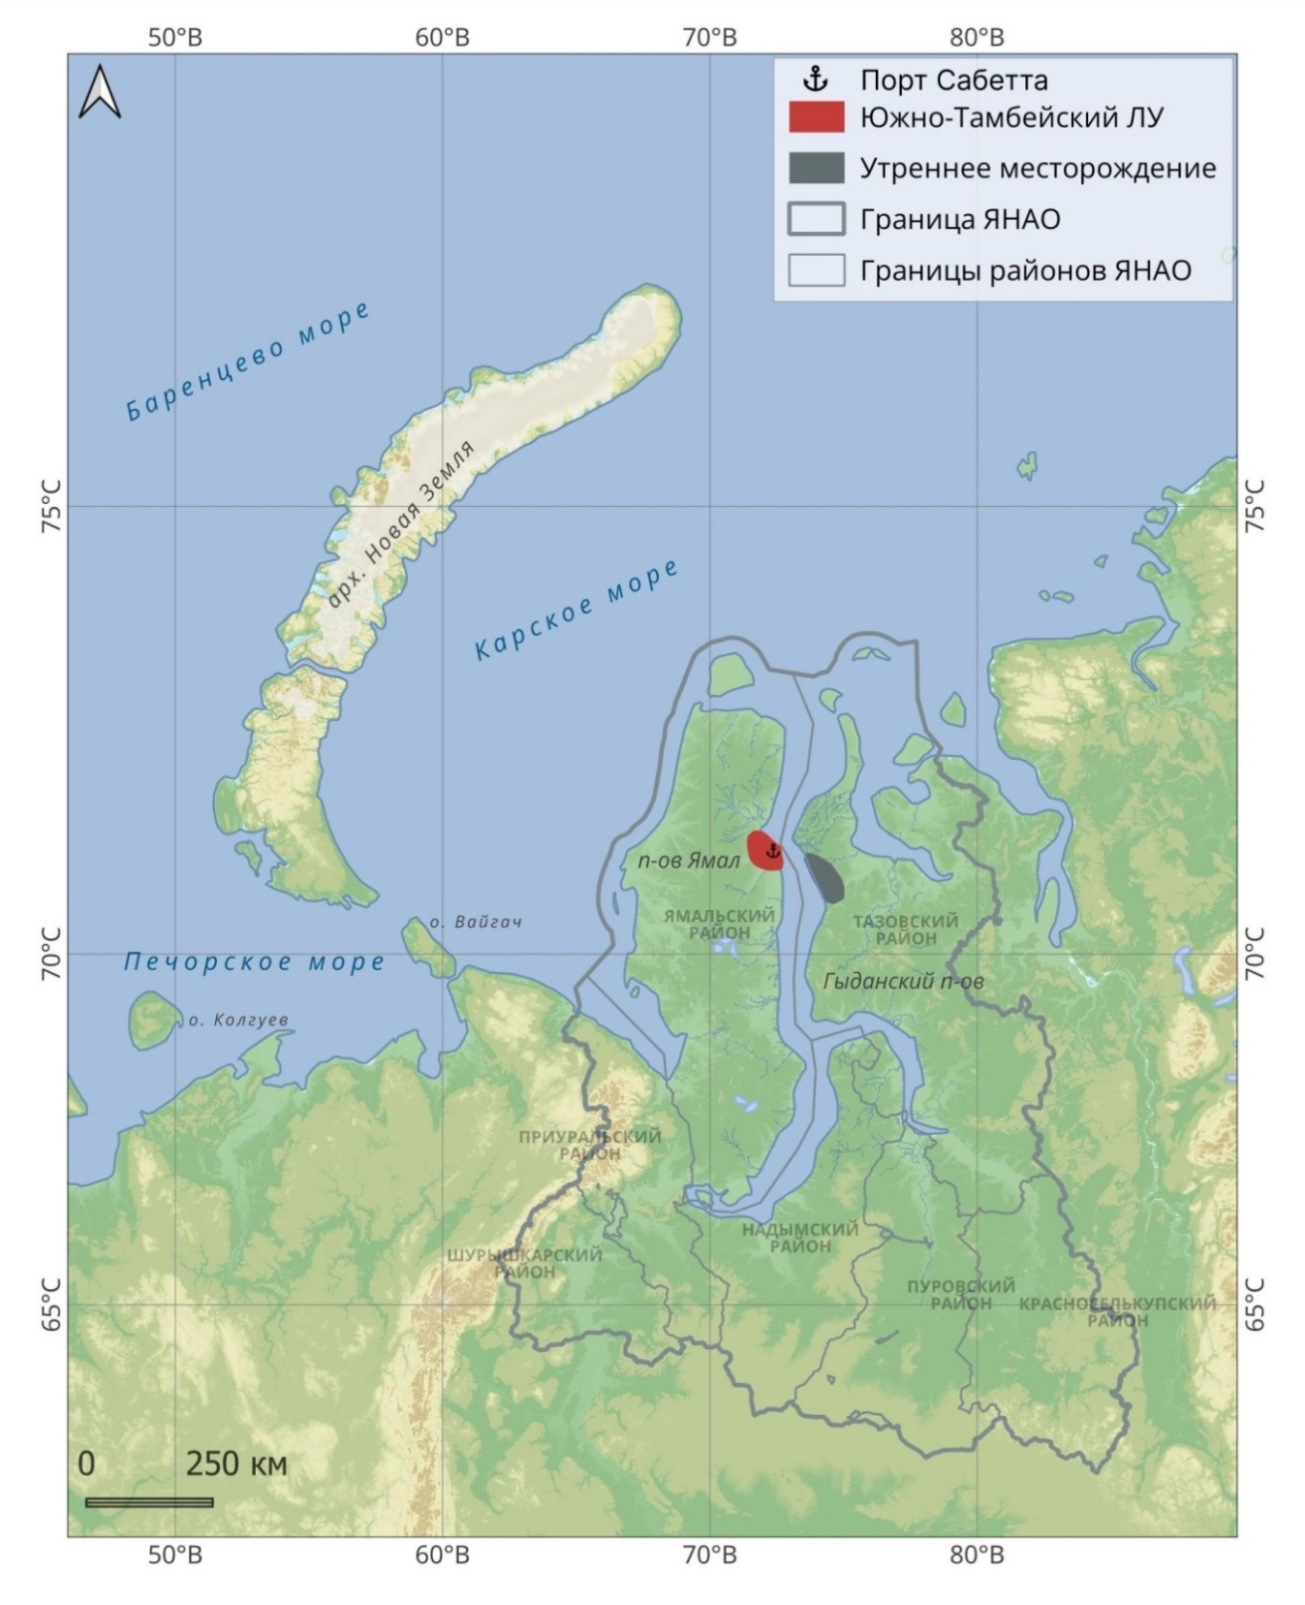 50°В
60°В
70°В
80°В
Порт Сабетта
Южно-Тамбейский ЛУ
Утреннее месторождение
Граница ЯНАО
Границы районов ЯНАО
Баренцево море
арх. Новая Земля
75°С
75°С
Карское море
п-ов Ямал
ЯМАЛЬСКИЙ
РАЙОН
ТАЗОВСКИЙ
РАЙОН
о. Вайгач
70°С
70°С
Печорское море
Гыданский п-ов
о. Колгуев
ПРИУРАЛЬСКИЙ
РАЙОН
НАДЫМСКИЙ
РАЙОН
ШУРЫШКАРСКИЙ
РАЙОН
ПУРОВСКИЙ
РАЙОН
КРАСНОСЕЛЬКУПСКИЙ
РАЙОН
65°С
65°С
0
250 км
50°В
60°В
70°В
80°В